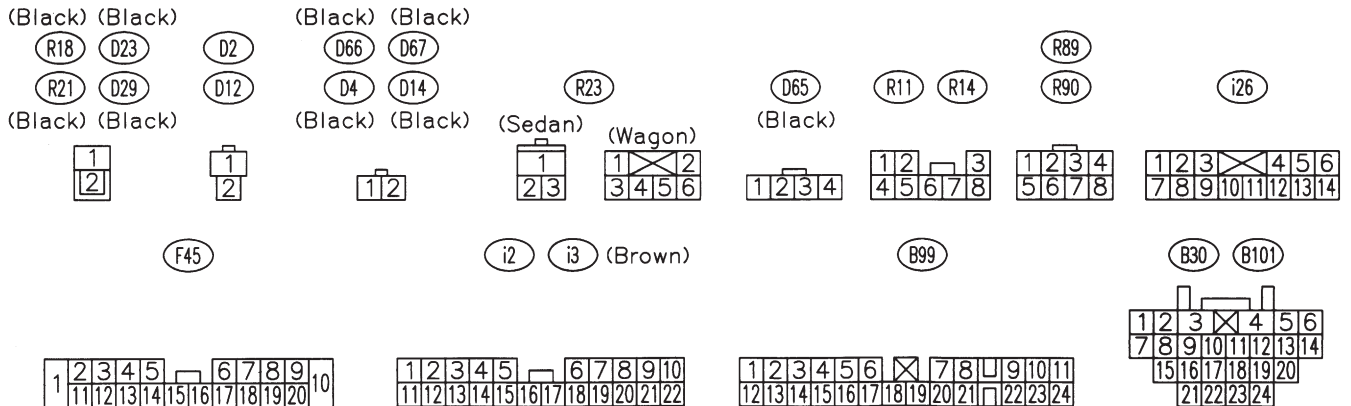 (Black) (Black) (Black) (Black)
R18 D23 D2 D66 D67 R89
R21 D29 D12 D4 D14 R23 D65 R11 R14 R90 i26
(Black) (Black) (Black) (Black) (Sedan) (Wagon) (Black)
1 1 1 1 2 1 2 3 1 2 3 4 1 2 3 4 5 6
2 2 1 2 2 3 3 4 5 6 1 2 3 4 4 5 6 7 8 5 6 7 8 7 8 9 10 11 12 13 14
F45 i2 i3 (Brown) B99 B30 B101
1 2 3 4 5 6
7 8 9 10 11 12 13 14
1 2 3 4 5 6 7 8 9 10 1 2 3 4 5 6 7 8 9 10 1 2 3 4 5 6 7 8 9 10 11 15 16 17 18 19 20
11 12 13 14 15 16 17 18 19 20 11 12 13 14 15 16 17 18 19 20 21 22 12 13 14 15 16 17 18 19 20 21 22 23 24 21 22 23 24